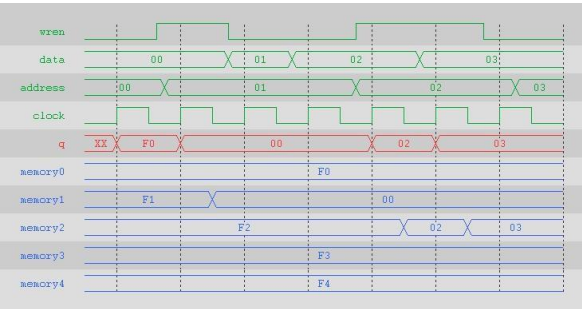 wren
data 00 01 02 03
address 00 01 02 03
clock
q XX F0 00 02 03
memory0 F0
memory1 F1 00
memory2 F2 02 03
memory3 F3
memory4 F4